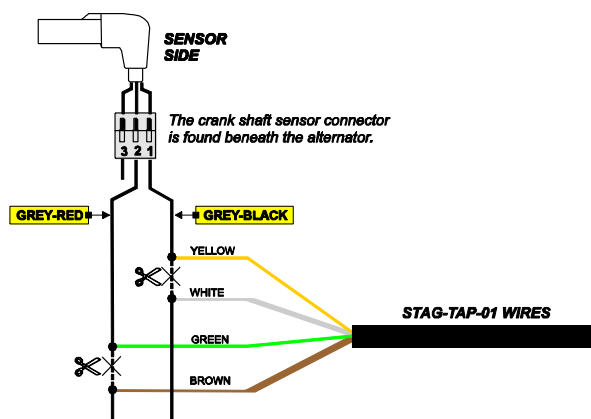 SENSOR
SIDE
The crank shaft sensor connector
is found beneath the alternator.
3 2 1
GREY-RED
GREY-BLACK
YELLOW
WHITE
STAG-TAP-01 WIRES
GREEN
BROWN